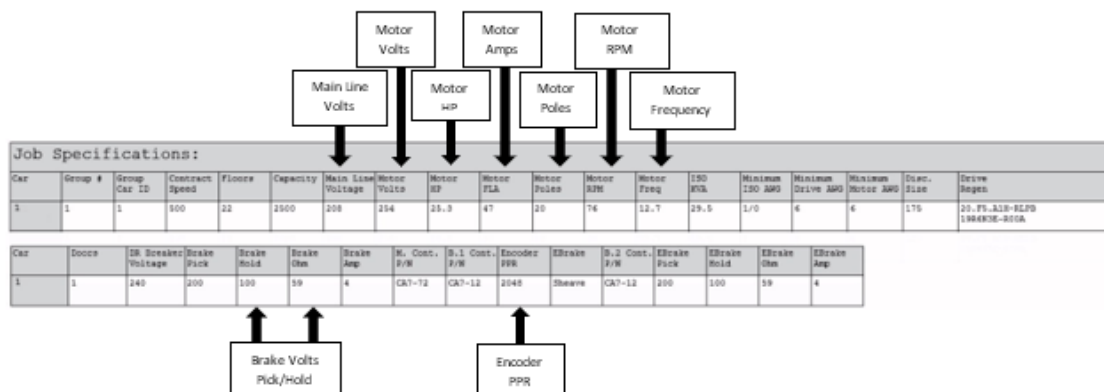 Motor
Volts
Motor
Amps
Motor
RPM
Main Line
Volts
Motor
HP
Motor
Poles
Motor
Frequency
Job Specifications:
Car Group # Group Car ID Contract Speed Floors Capacity Main Line Voltage Motor Volts Motor HP Motor FLA Motor Poles Motor RPM Motor Freq ISO KVA Minimum ISO AWG Minimum Drive AWG Minimum Motor AWG Disc. Size Drive Regen
1 1 1 500 22 2500 208 254 25.3 47 20 76 12.7 29.5 1/0 6 6 175
Car Doors Breaker Voltage Brake Pick Brake Hold Brake Ohm Brake Amp M. Cont. P/N B.1 Cont. P/N Encoder PPR EBrake B.2 Cont. P/N EBrake Pick EBrake Hold EBrake Ohm EBrake Amp
1 1 240 200 100 59 4 CA7-72 CA7-12 2048 Sheave CA7-12 200 100 59 4
Brake Volts
Pick/Hold
Encoder
PPR